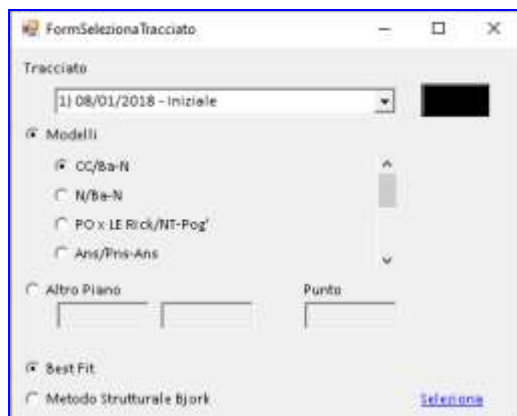 FormSelezionaTracciato
Tracciato
1) 08/01/2018 - Iniziale
Modelli
CC/Ba-N
N/Ba-N
PO x LE Rick/NT-Pog'
Ans/Pns-Ans
Altro Piano Punto
Best Fit
Metodo Strutturale Bjork Seleziona